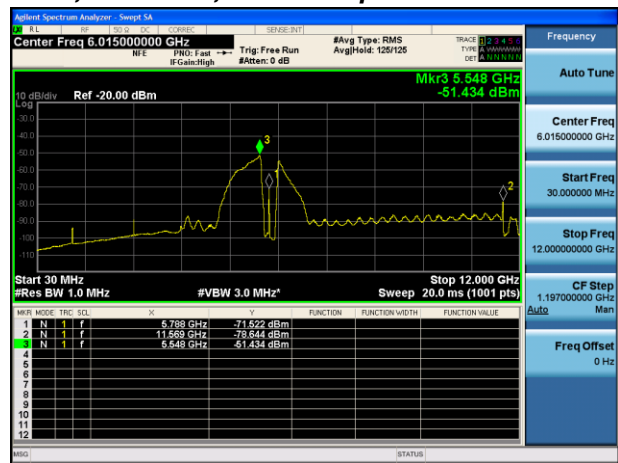 Agilent Spectrum Analyzer - Swept SA
RL RF 50 Ω DC CORREC SENSE:INT
Center Freq 6.015000000 GHz
NFE PNO: Fast IFGain:High
Trig: Free Run
#Atten: 0 dB
#Avg Type: RMS
Avg|Hold: 125/125
TRACE 1 2 3 4 5 6
TYPE A WWWWW
DET A N N N N N
Mkr3 5.548 GHz
-51.434 dBm
10 dB/div Ref -20.00 dBm
Log
-30.0
-40.0
-50.0
-60.0
-70.0
-80.0
-90.0
-100
-110
3
1
2
Start 30 MHz
Stop 12.000 GHz
#Res BW 1.0 MHz #VBW 3.0 MHz* Sweep 20.0 ms (1001 pts)
MKR MODE TRC SCL X Y FUNCTION FUNCTION WIDTH FUNCTION VALUE
1 N 1 f 5.788 GHz -71.522 dBm
2 N 1 f 11.569 GHz -78.644 dBm
3 N 1 f 5.548 GHz -51.434 dBm
4
5
6
7
8
9
10
11
12
MSG STATUS
Frequency
Auto Tune
Center Freq
6.015000000 GHz
Start Freq
30.000000 MHz
Stop Freq
12.000000000 GHz
CF Step
1.197000000 GHz
Auto Man
Freq Offset
0 Hz